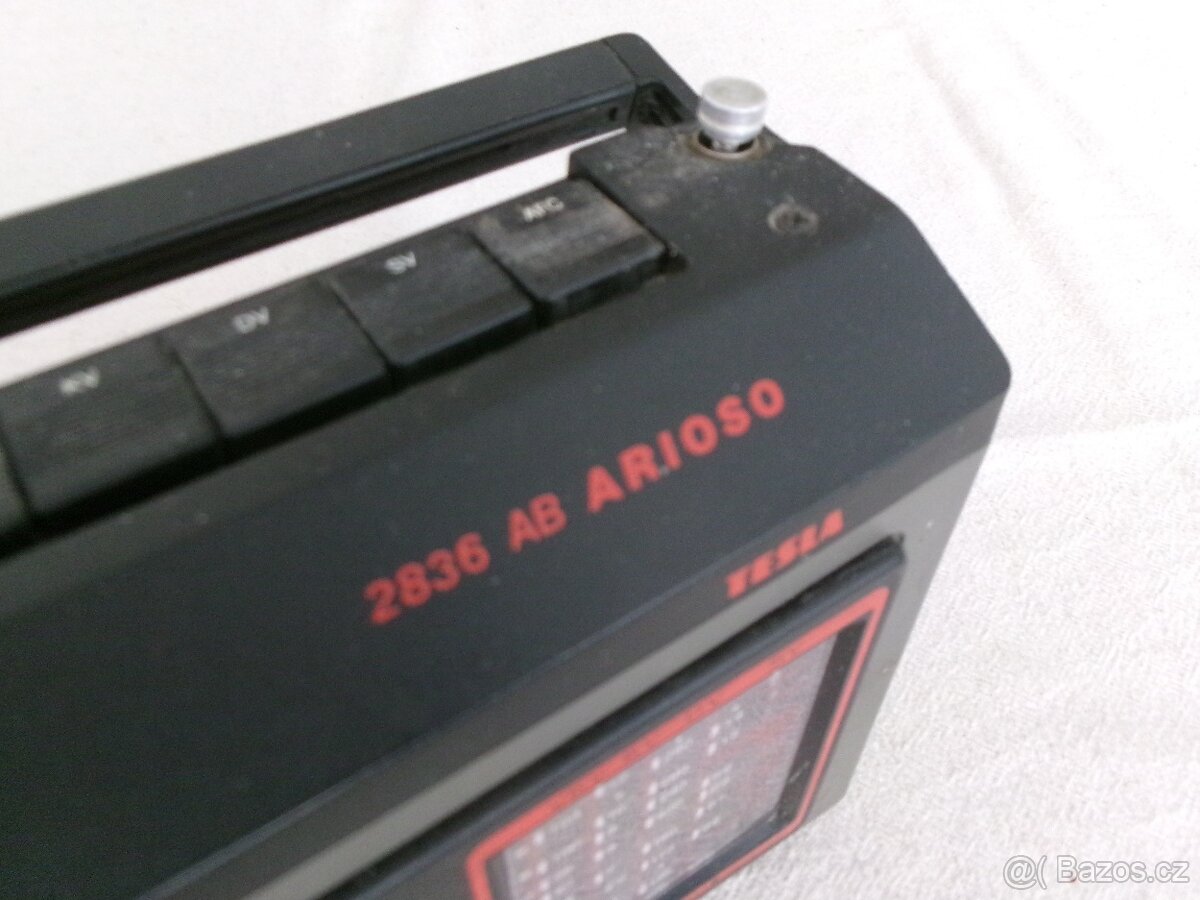 AFC
SV
DV
KV
2836 AB ARIOSO
TESLA
@( Bazos.cz